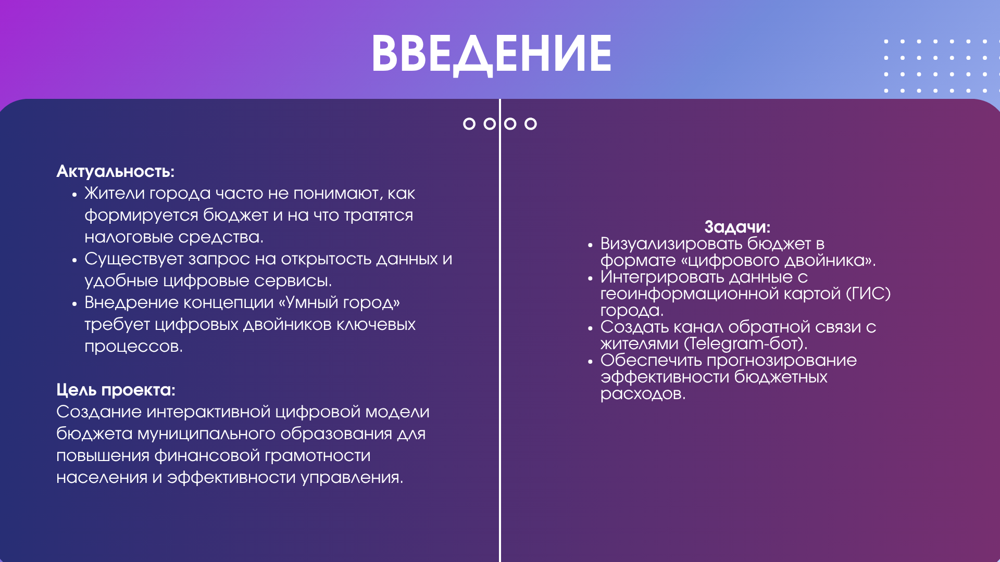 ВВЕДЕНИЕ
Актуальность:
• Жители города часто не понимают, как
формируется бюджет и на что тратятся
налоговые средства.
• Существует запрос на открытость данных и
удобные цифровые сервисы.
• Внедрение концепции «Умный город»
требует цифровых двойников ключевых
процессов.
Цель проекта:
Создание интерактивной цифровой модели
бюджета муниципального образования для
повышения финансовой грамотности
населения и эффективности управления.
Задачи:
• Визуализировать бюджет в
формате «цифрового двойника».
• Интегрировать данные с
геоинформационной картой (ГИС)
города.
• Создать канал обратной связи с
жителями (Telegram-бот).
• Обеспечить прогнозирование
эффективности бюджетных
расходов.